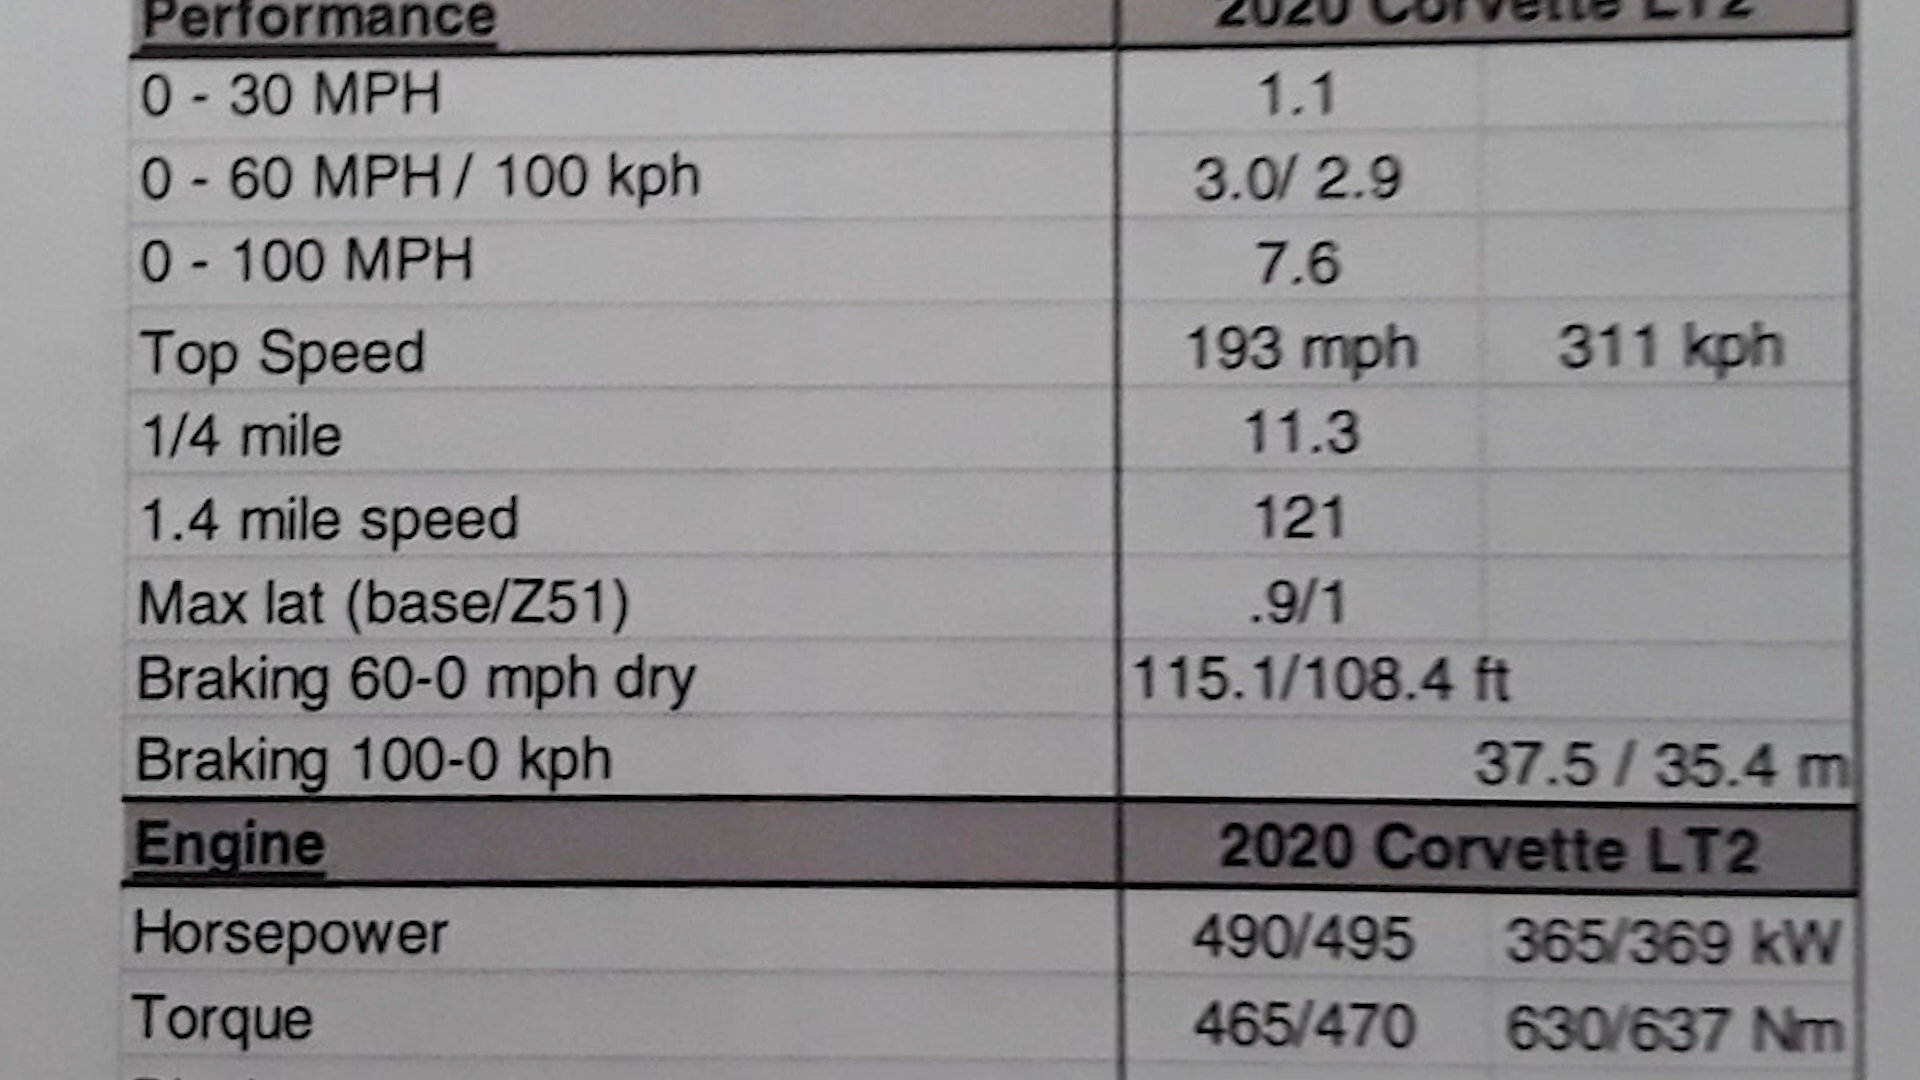 Performance 2020 Corvette LT2
0 - 30 MPH 1.1
0 - 60 MPH / 100 kph 3.0/ 2.9
0 - 100 MPH 7.6
Top Speed 193 mph 311 kph
1/4 mile 11.3
1.4 mile speed 121
Max lat (base/Z51) .9/1
Braking 60-0 mph dry 115.1/108.4 ft
Braking 100-0 kph 37.5 / 35.4 m
Engine 2020 Corvette LT2
Horsepower 490/495 365/369 kW
Torque 465/470 630/637 Nm